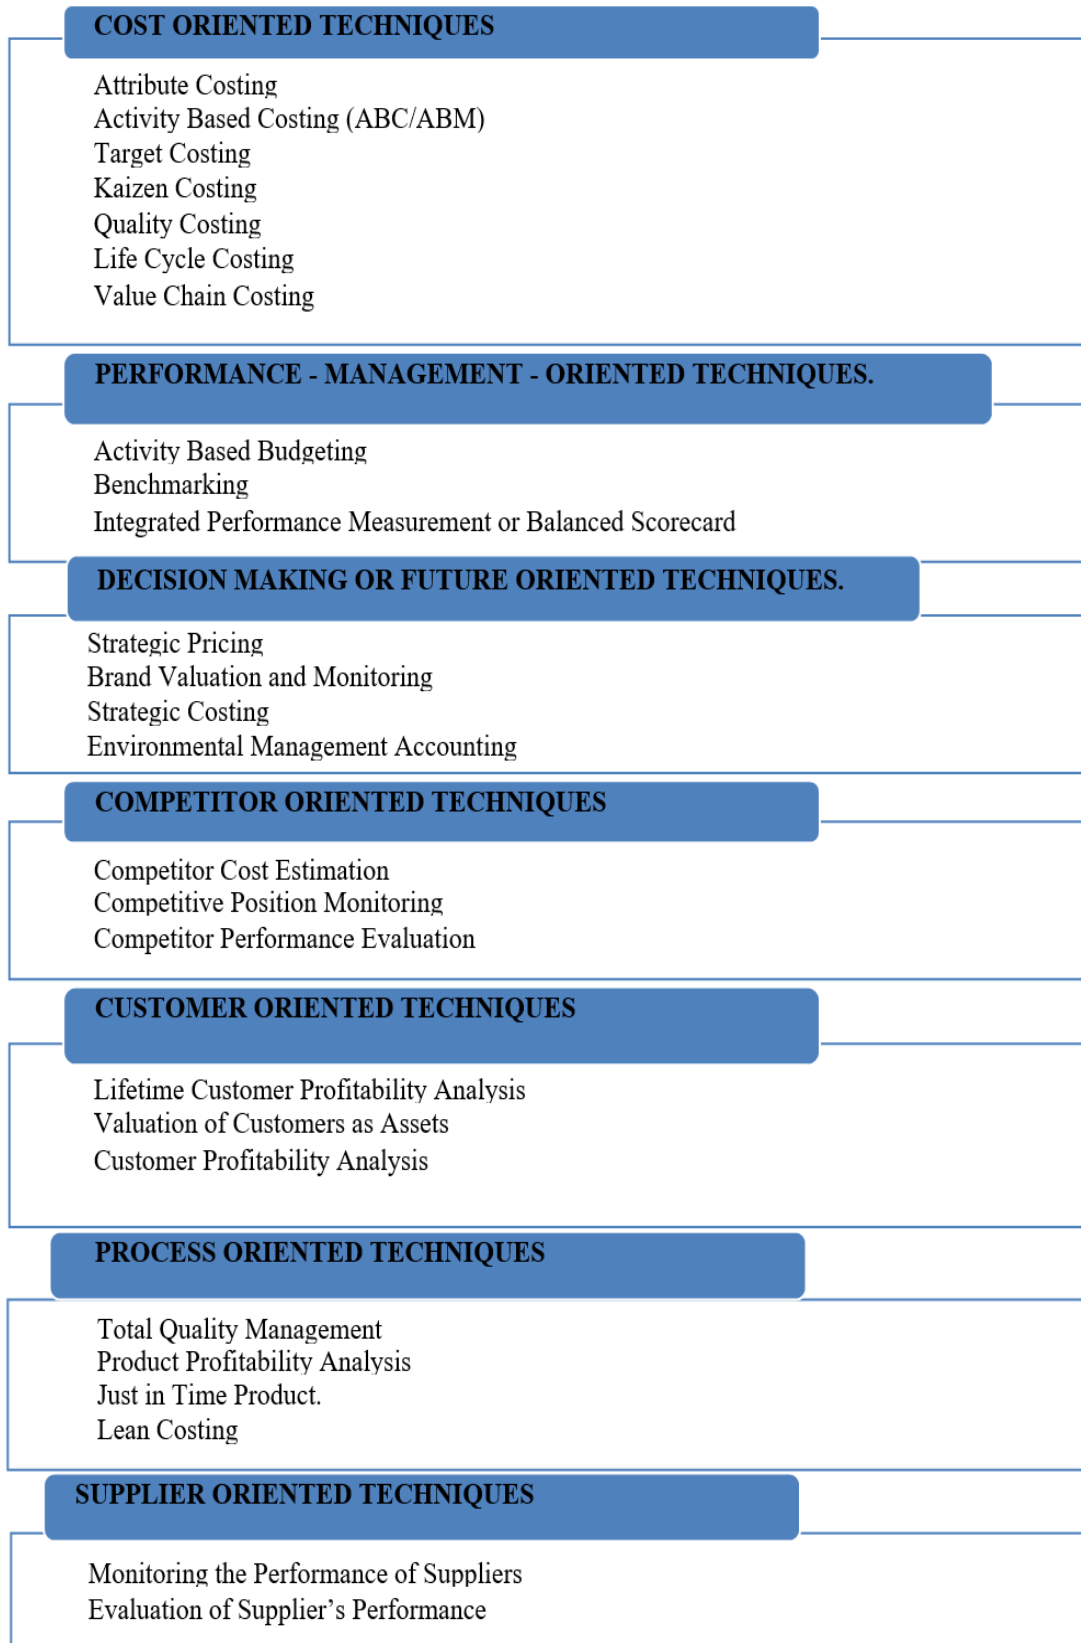 COST ORIENTED TECHNIQUES
Attribute Costing
Activity Based Costing (ABC/ABM)
Target Costing
Kaizen Costing
Quality Costing
Life Cycle Costing
Value Chain Costing
PERFORMANCE - MANAGEMENT - ORIENTED TECHNIQUES.
Activity Based Budgeting
Benchmarking
Integrated Performance Measurement or Balanced Scorecard
DECISION MAKING OR FUTURE ORIENTED TECHNIQUES.
Strategic Pricing
Brand Valuation and Monitoring
Strategic Costing
Environmental Management Accounting
COMPETITOR ORIENTED TECHNIQUES
Competitor Cost Estimation
Competitive Position Monitoring
Competitor Performance Evaluation
CUSTOMER ORIENTED TECHNIQUES
Lifetime Customer Profitability Analysis
Valuation of Customers as Assets
Customer Profitability Analysis
PROCESS ORIENTED TECHNIQUES
Total Quality Management
Product Profitability Analysis
Just in Time Product.
Lean Costing
SUPPLIER ORIENTED TECHNIQUES
Monitoring the Performance of Suppliers
Evaluation of Supplier’s Performance